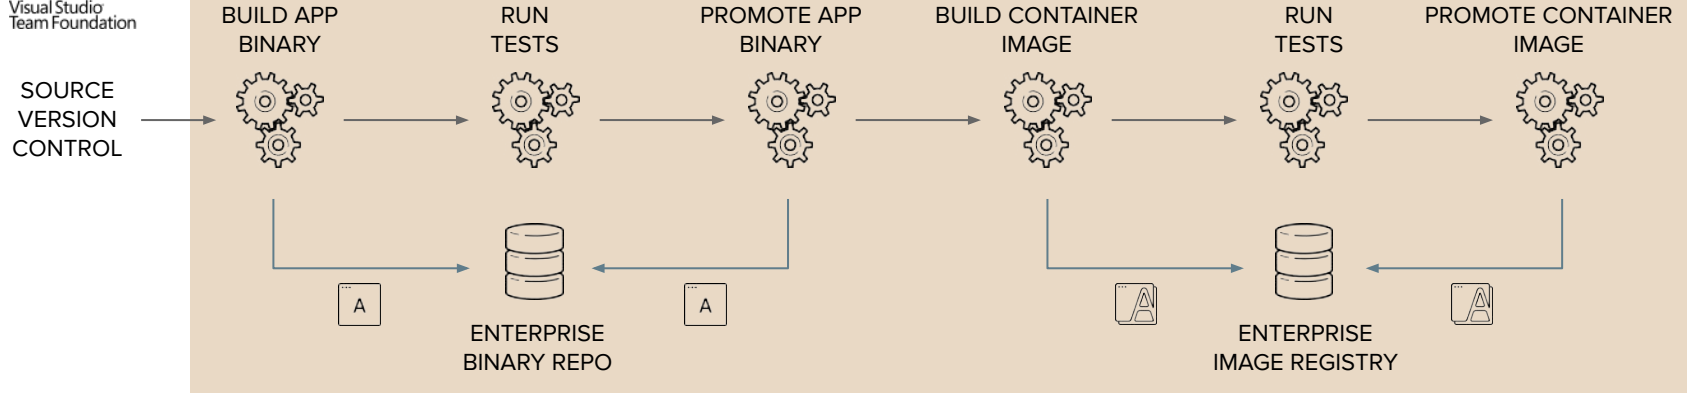 Visual Studio
Team Foundation
SOURCE
VERSION
CONTROL
BUILD APP
BINARY
RUN
TESTS
PROMOTE APP
BINARY
BUILD CONTAINER
IMAGE
RUN
TESTS
PROMOTE CONTAINER
IMAGE
A
A
A
A
ENTERPRISE
BINARY REPO
ENTERPRISE
IMAGE REGISTRY